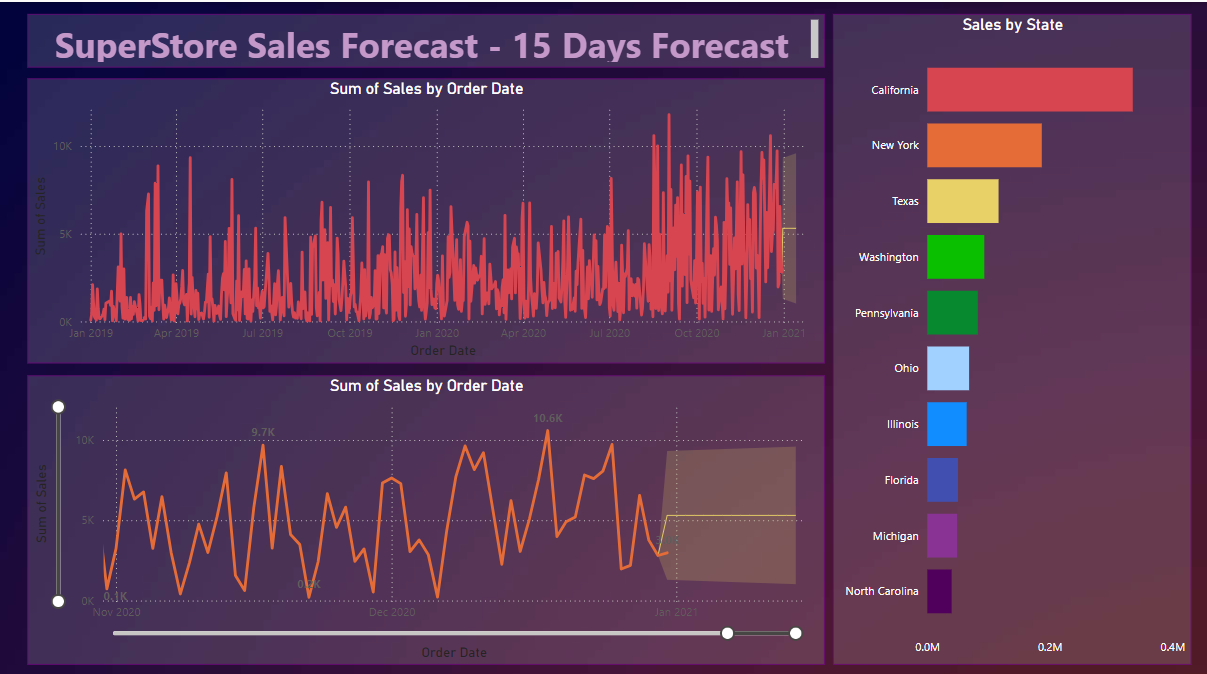 SuperStore Sales Forecast - 15 Days Forecast
Sum of Sales by Order Date
Sum of Sales
10K
5K
0K
Jan 2019 Apr 2019 Jul 2019 Oct 2019 Jan 2020 Apr 2020 Jul 2020 Oct 2020 Jan 2021
Order Date
Sum of Sales by Order Date
Sum of Sales
10K
5K
0K
9.7K
10.6K
0.1K
Nov 2020 Dec 2020 Jan 2021
Order Date
Sales by State
California
New York
Texas
Washington
Pennsylvania
Ohio
Illinois
Florida
Michigan
North Carolina
0.0M 0.2M 0.4M